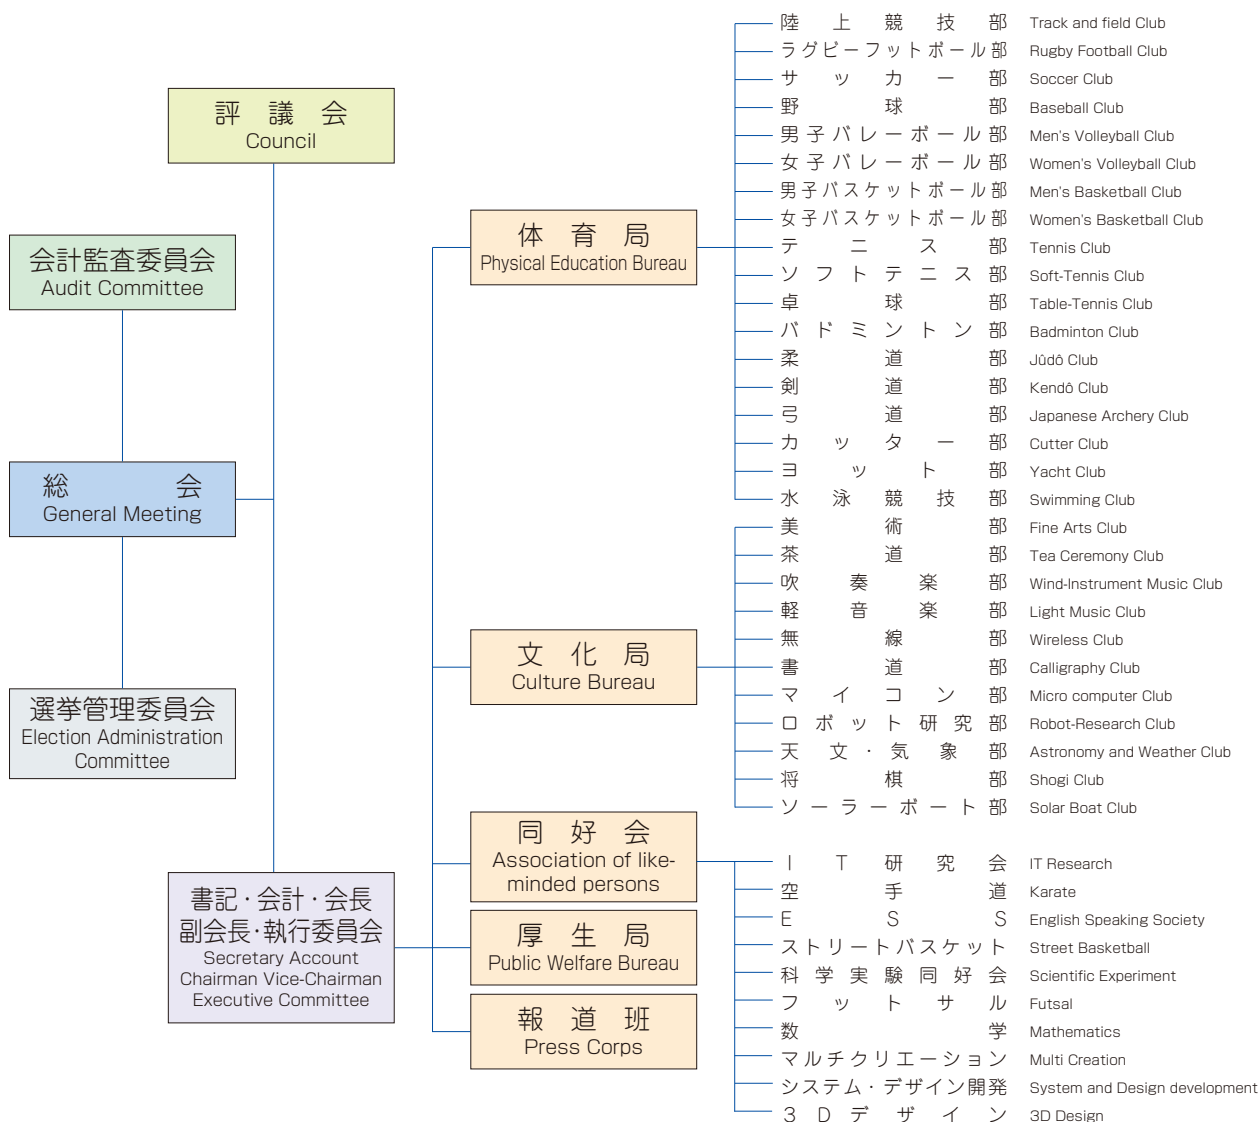 評議会
Council
会計監査委員会
Audit Committee
総会
General Meeting
選挙管理委員会
Election Administration
Committee
書記・会計・会長
副会長・執行委員会
Secretary Account
Chairman Vice-Chairman
Executive Committee
体育局
Physical Education Bureau
文化局
Culture Bureau
同好会
Association of like-
minded persons
厚生局
Public Welfare Bureau
報道班
Press Corps
陸上競技部 Track and field Club
ラグビーフットボール部 Rugby Football Club
サッカー部 Soccer Club
野球部 Baseball Club
男子バレーボール部 Men's Volleyball Club
女子バレーボール部 Women's Volleyball Club
男子バスケットボール部 Men's Basketball Club
女子バスケットボール部 Women's Basketball Club
テニス部 Tennis Club
ソフトテニス部 Soft-Tennis Club
卓球部 Table-Tennis Club
バドミントン部 Badminton Club
柔道部 Jûdô Club
剣道部 Kendô Club
弓道部 Japanese Archery Club
カッター部 Cutter Club
ヨット部 Yacht Club
水泳競技部 Swimming Club
美術部 Fine Arts Club
茶道部 Tea Ceremony Club
吹奏楽部 Wind-Instrument Music Club
軽音楽部 Light Music Club
無線部 Wireless Club
書道部 Calligraphy Club
マイコン部 Micro computer Club
ロボット研究部 Robot-Research Club
天文・気象部 Astronomy and Weather Club
将棋部 Shogi Club
ソーラーボート部 Solar Boat Club
IT研究会 IT Research
空手道 Karate
ESS English Speaking Society
ストリートバスケット Street Basketball
科学実験同好会 Scientific Experiment
フットサル Futsal
数学 Mathematics
マルチクリエーション Multi Creation
システム・デザイン開発 System and Design development
3Dデザイン 3D Design